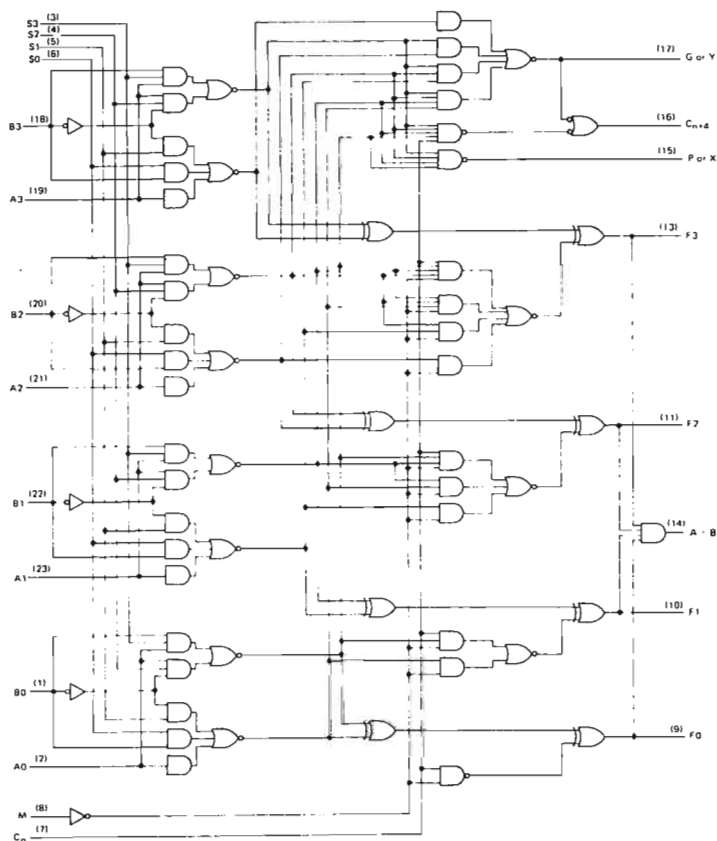 S3 (3)
S2 (4)
S1 (5)
S0 (6)
B3 (18)
A3 (19)
B2 (20)
A2 (21)
B1 (22)
A1 (23)
B0 (1)
A0 (2)
M (8)
Cn (7)
(17) G or Y
(16) Cn+4
(15) P or X
(13) F3
(11) F2
(14) A - B
(10) F1
(9) F0